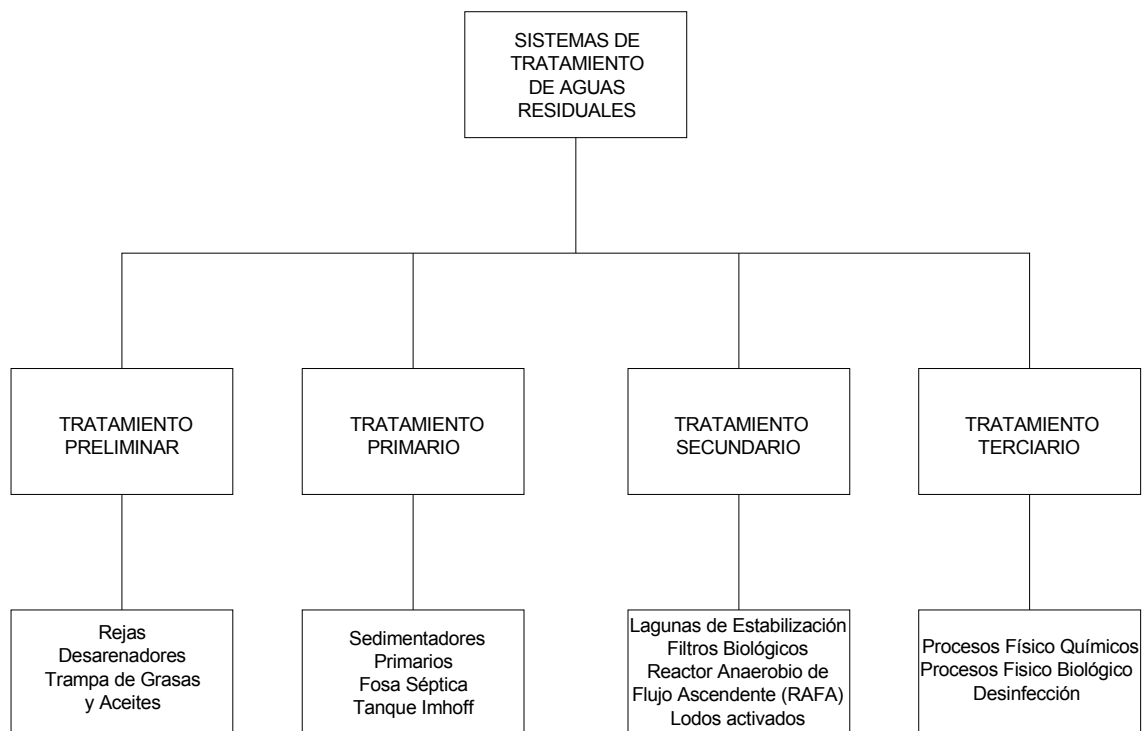 SISTEMAS DE
TRATAMIENTO
DE AGUAS
RESIDUALES
TRATAMIENTO
PRELIMINAR
TRATAMIENTO
PRIMARIO
TRATAMIENTO
SECUNDARIO
TRATAMIENTO
TERCIARIO
Rejas
Desarenadores
Trampa de Grasas
y Aceites
Sedimentadores
Primarios
Fosa Séptica
Tanque Imhoff
Lagunas de Estabilización
Filtros Biológicos
Reactor Anaerobio de
Flujo Ascendente (RAFA)
Lodos activados
Procesos Físico Químicos
Procesos Fisico Biológico
Desinfección